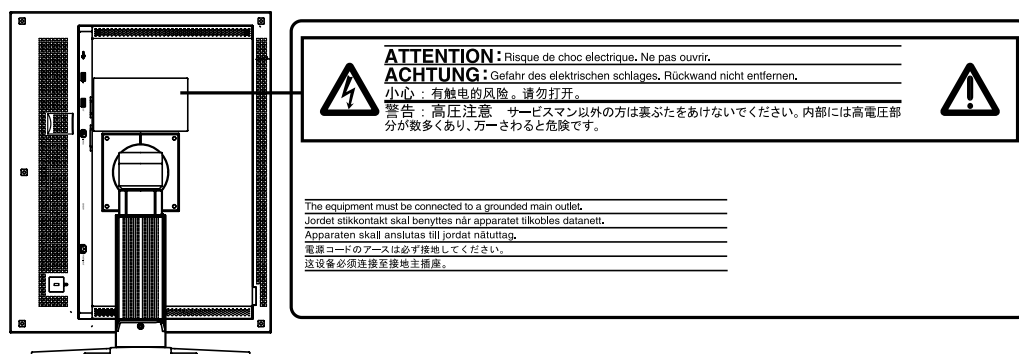 ATTENTION : Risque de choc electrique. Ne pas ouvrir.
ACHTUNG : Gefahr des elektrischen schlages. Rückwand nicht entfernen.
小心 : 有触电的风险。请勿打开。
警告 : 高圧注意 サービスマン以外の方は裏ぶたをあけないでください。内部には高電圧部
分が数多くあり、万一さわると危険です。
The equipment must be connected to a grounded main outlet.
Jordet stikkontakt skal benyttes når apparatet tilkobles datanett.
Apparaten skall anslutas till jordat nätuttag.
電源コードのアースは必ず接地してください。
这设备必须连接至接地主插座。